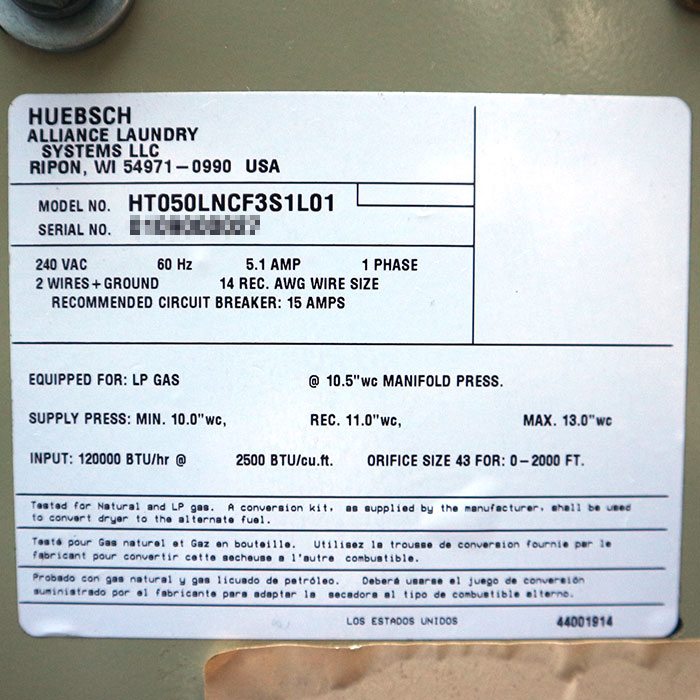 HUEBSCH
ALLIANCE LAUNDRY
SYSTEMS LLC
RIPON, WI 54971-0990 USA
MODEL NO. HT050LNCF3S1L01
SERIAL NO.
240 VAC 60 Hz 5.1 AMP 1 PHASE
2 WIRES + GROUND 14 REC. AWG WIRE SIZE
RECOMMENDED CIRCUIT BREAKER: 15 AMPS
EQUIPPED FOR: LP GAS @ 10.5"wc MANIFOLD PRESS.
SUPPLY PRESS: MIN. 10.0"wc, REC. 11.0"wc, MAX. 13.0"wc
INPUT: 120000 BTU/hr @ 2500 BTU/cu.ft. ORIFICE SIZE 43 FOR: 0-2000 FT.
Tested for Natural and LP gas. A conversion kit, as supplied by the manufacturer, shall be used
to convert dryer to the alternate fuel.
Testé pour Gas naturel et Gaz en bouteille. Utilisez la trousse de conversion fournie par le
fabricant pour convertir cette secheuse a l'autre combustible.
Probado con gas natural y gas licuado de petróleo. Deberá usarse el juego de conversión
suministrado por el fabricante para adaptar la secadora al tipo de combustible alterno.
LOS ESTADOS UNIDOS 44001914